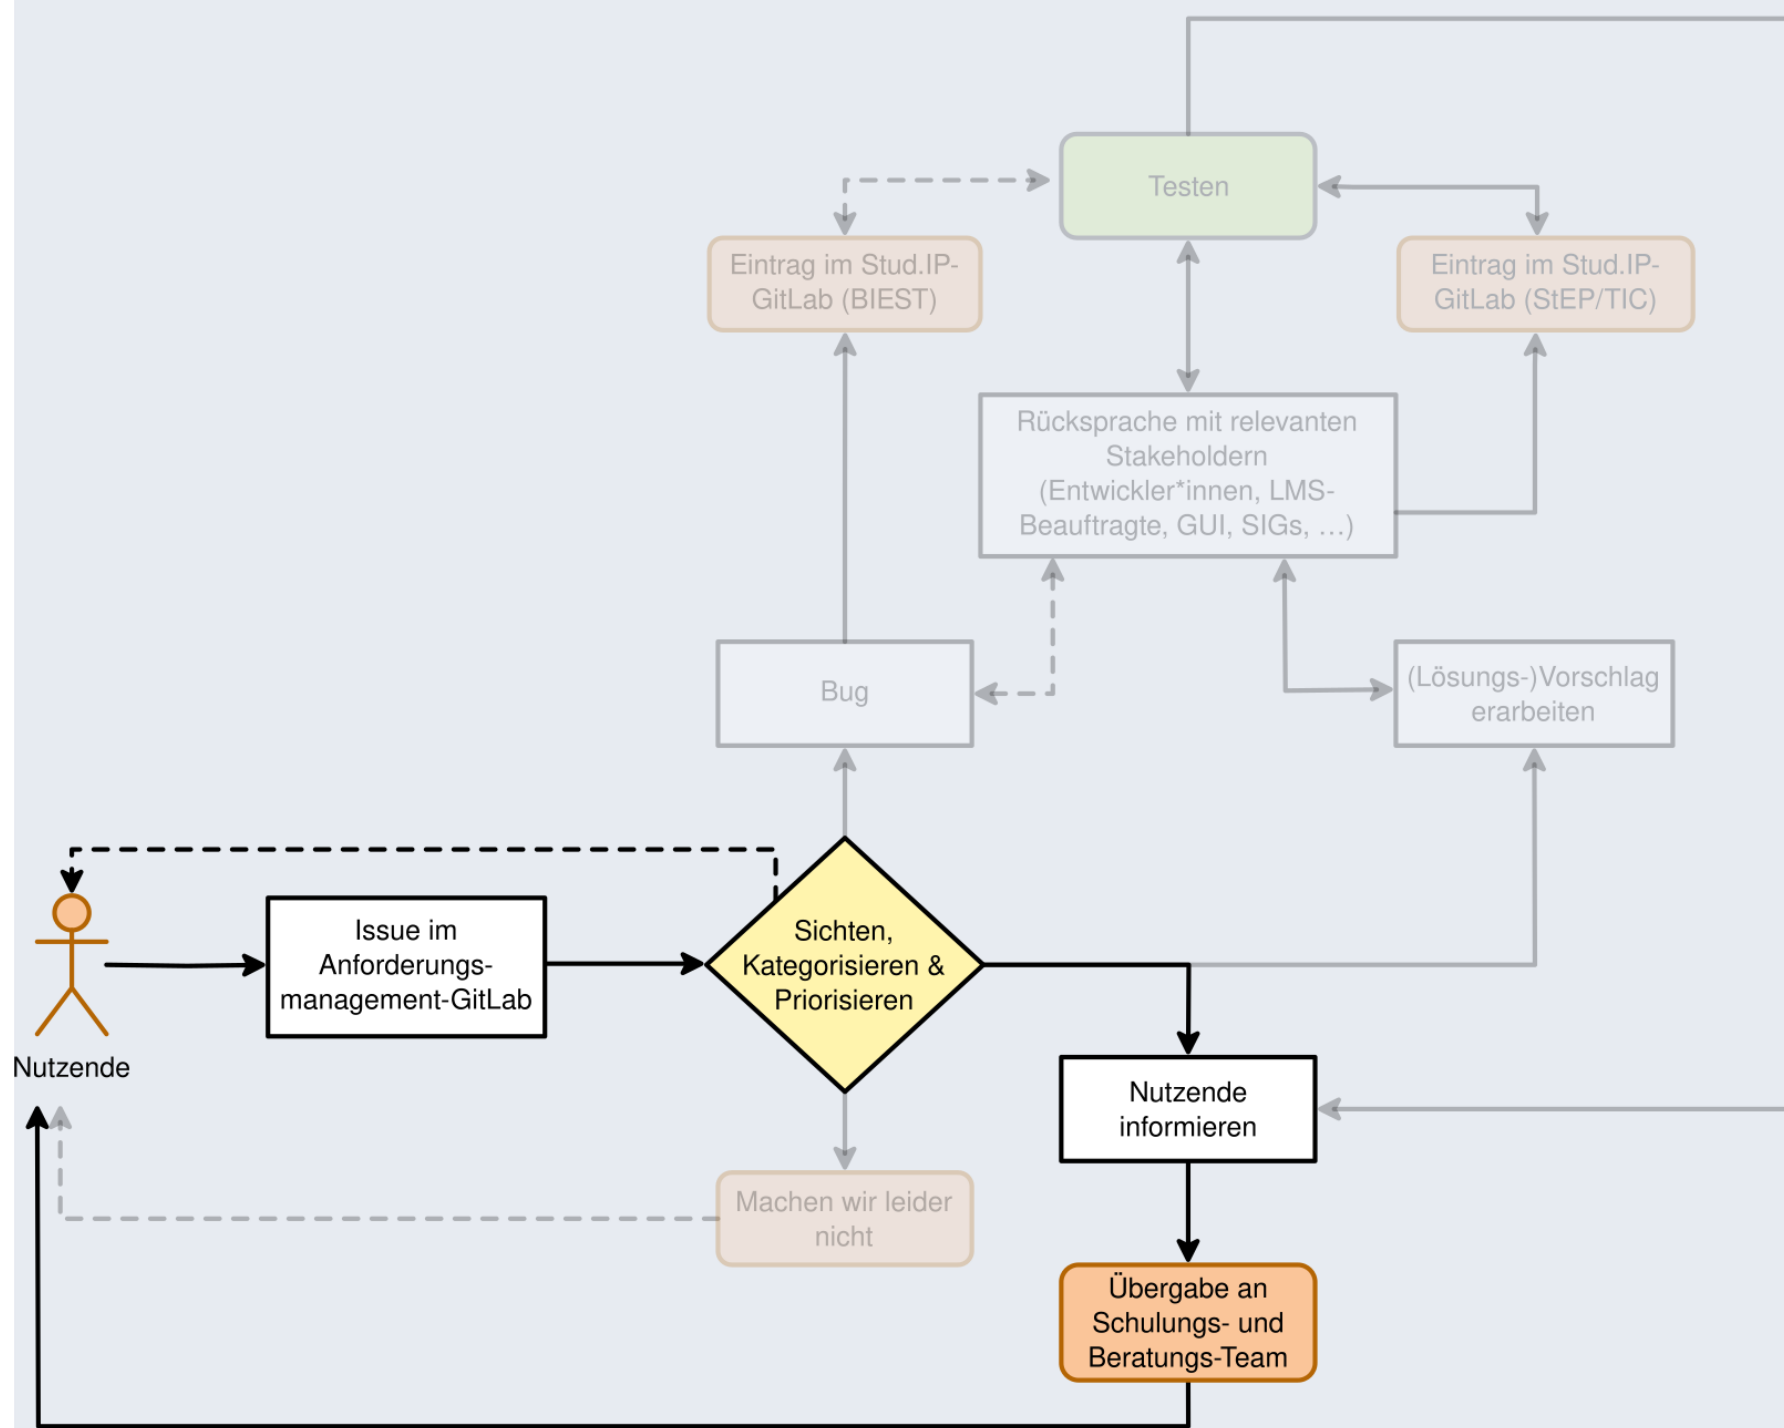 Testen
Eintrag im Stud.IP-
GitLab (BIEST)
Eintrag im Stud.IP-
GitLab (StEP/TIC)
Rücksprache mit relevanten
Stakeholdern
(Entwickler*innen, LMS-
Beauftragte, GUI, SIGs, …)
Bug
(Lösungs-)Vorschlag
erarbeiten
Issue im
Anforderungs-
management-GitLab
Sichten,
Kategorisieren &
Priorisieren
Nutzende
Nutzende
informieren
Machen wir leider
nicht
Übergabe an
Schulungs- und
Beratungs-Team